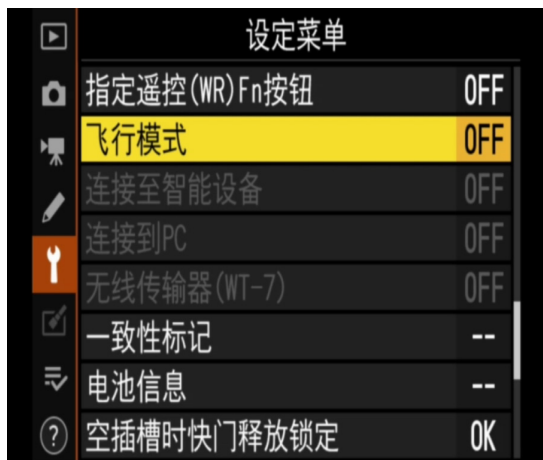 设定菜单
指定遥控(WR)Fn按钮 OFF
飞行模式 OFF
连接至智能设备 OFF
连接到PC OFF
无线传输器(WT-7) OFF
一致性标记 --
电池信息 --
空插槽时快门释放锁定 OK